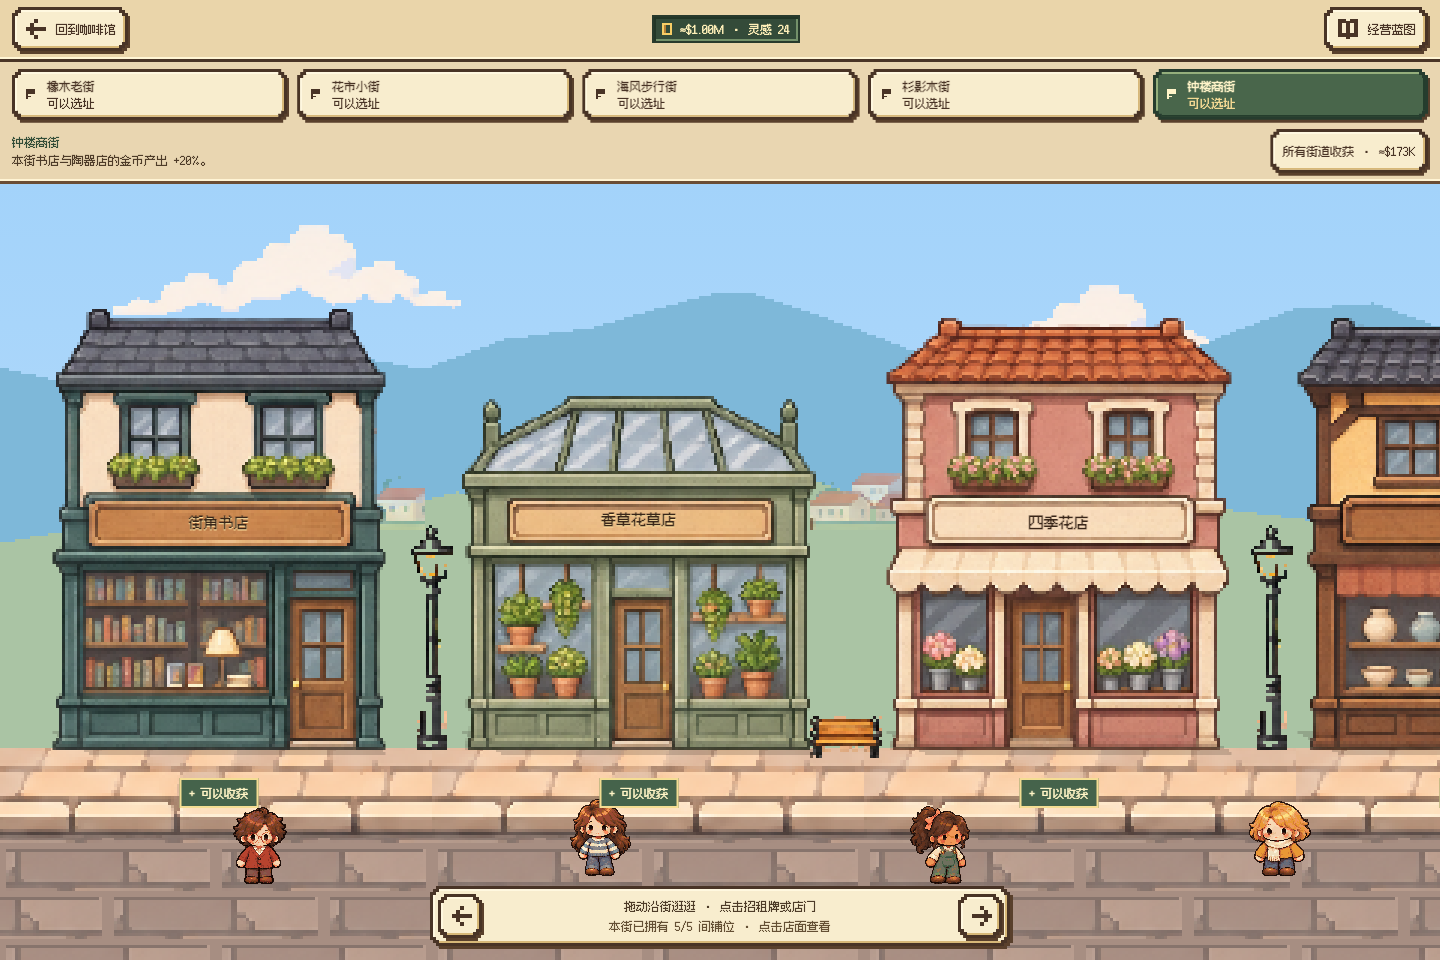 回到咖啡馆
≈$1.00M · 灵感 24
经营蓝图
橡木老街
可以选址
花市小街
可以选址
海风步行街
可以选址
杉影木街
可以选址
钟楼商街
可以选址
钟楼商街
本街书店与陶器店的金币产出 +20%。
所有街道收获 · ≈$173K
街角书店
香草花草店
四季花店
+ 可以收获
+ 可以收获
+ 可以收获
拖动沿街逛逛 · 点击招租牌或店门
本街已拥有 5/5 间铺位 · 点击店面查看